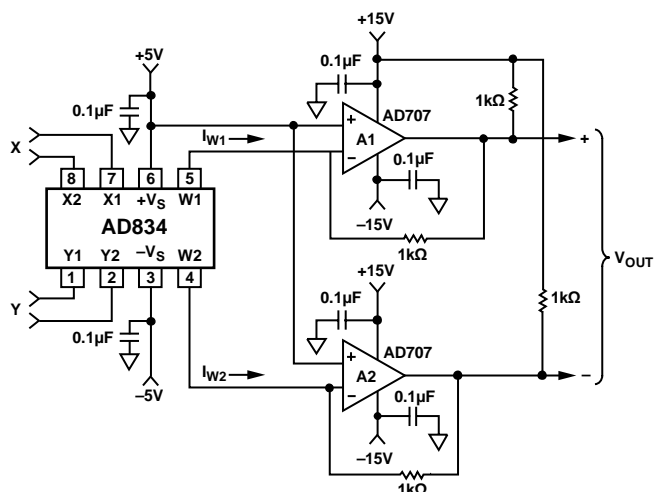 +15V
+5V
0.1µF
1kΩ
0.1µF
AD707
I_W1
+
A1
−
+
X
0.1µF
8 7 6 5
X2 X1 +V_S W1
−15V
AD834
1kΩ
V_OUT
Y1 Y2 −V_S W2
+15V
1 2 3 4
1kΩ
Y
0.1µF
0.1µF
AD707
I_W2
+
A2
−
−
0.1µF
−5V
−15V
1kΩ